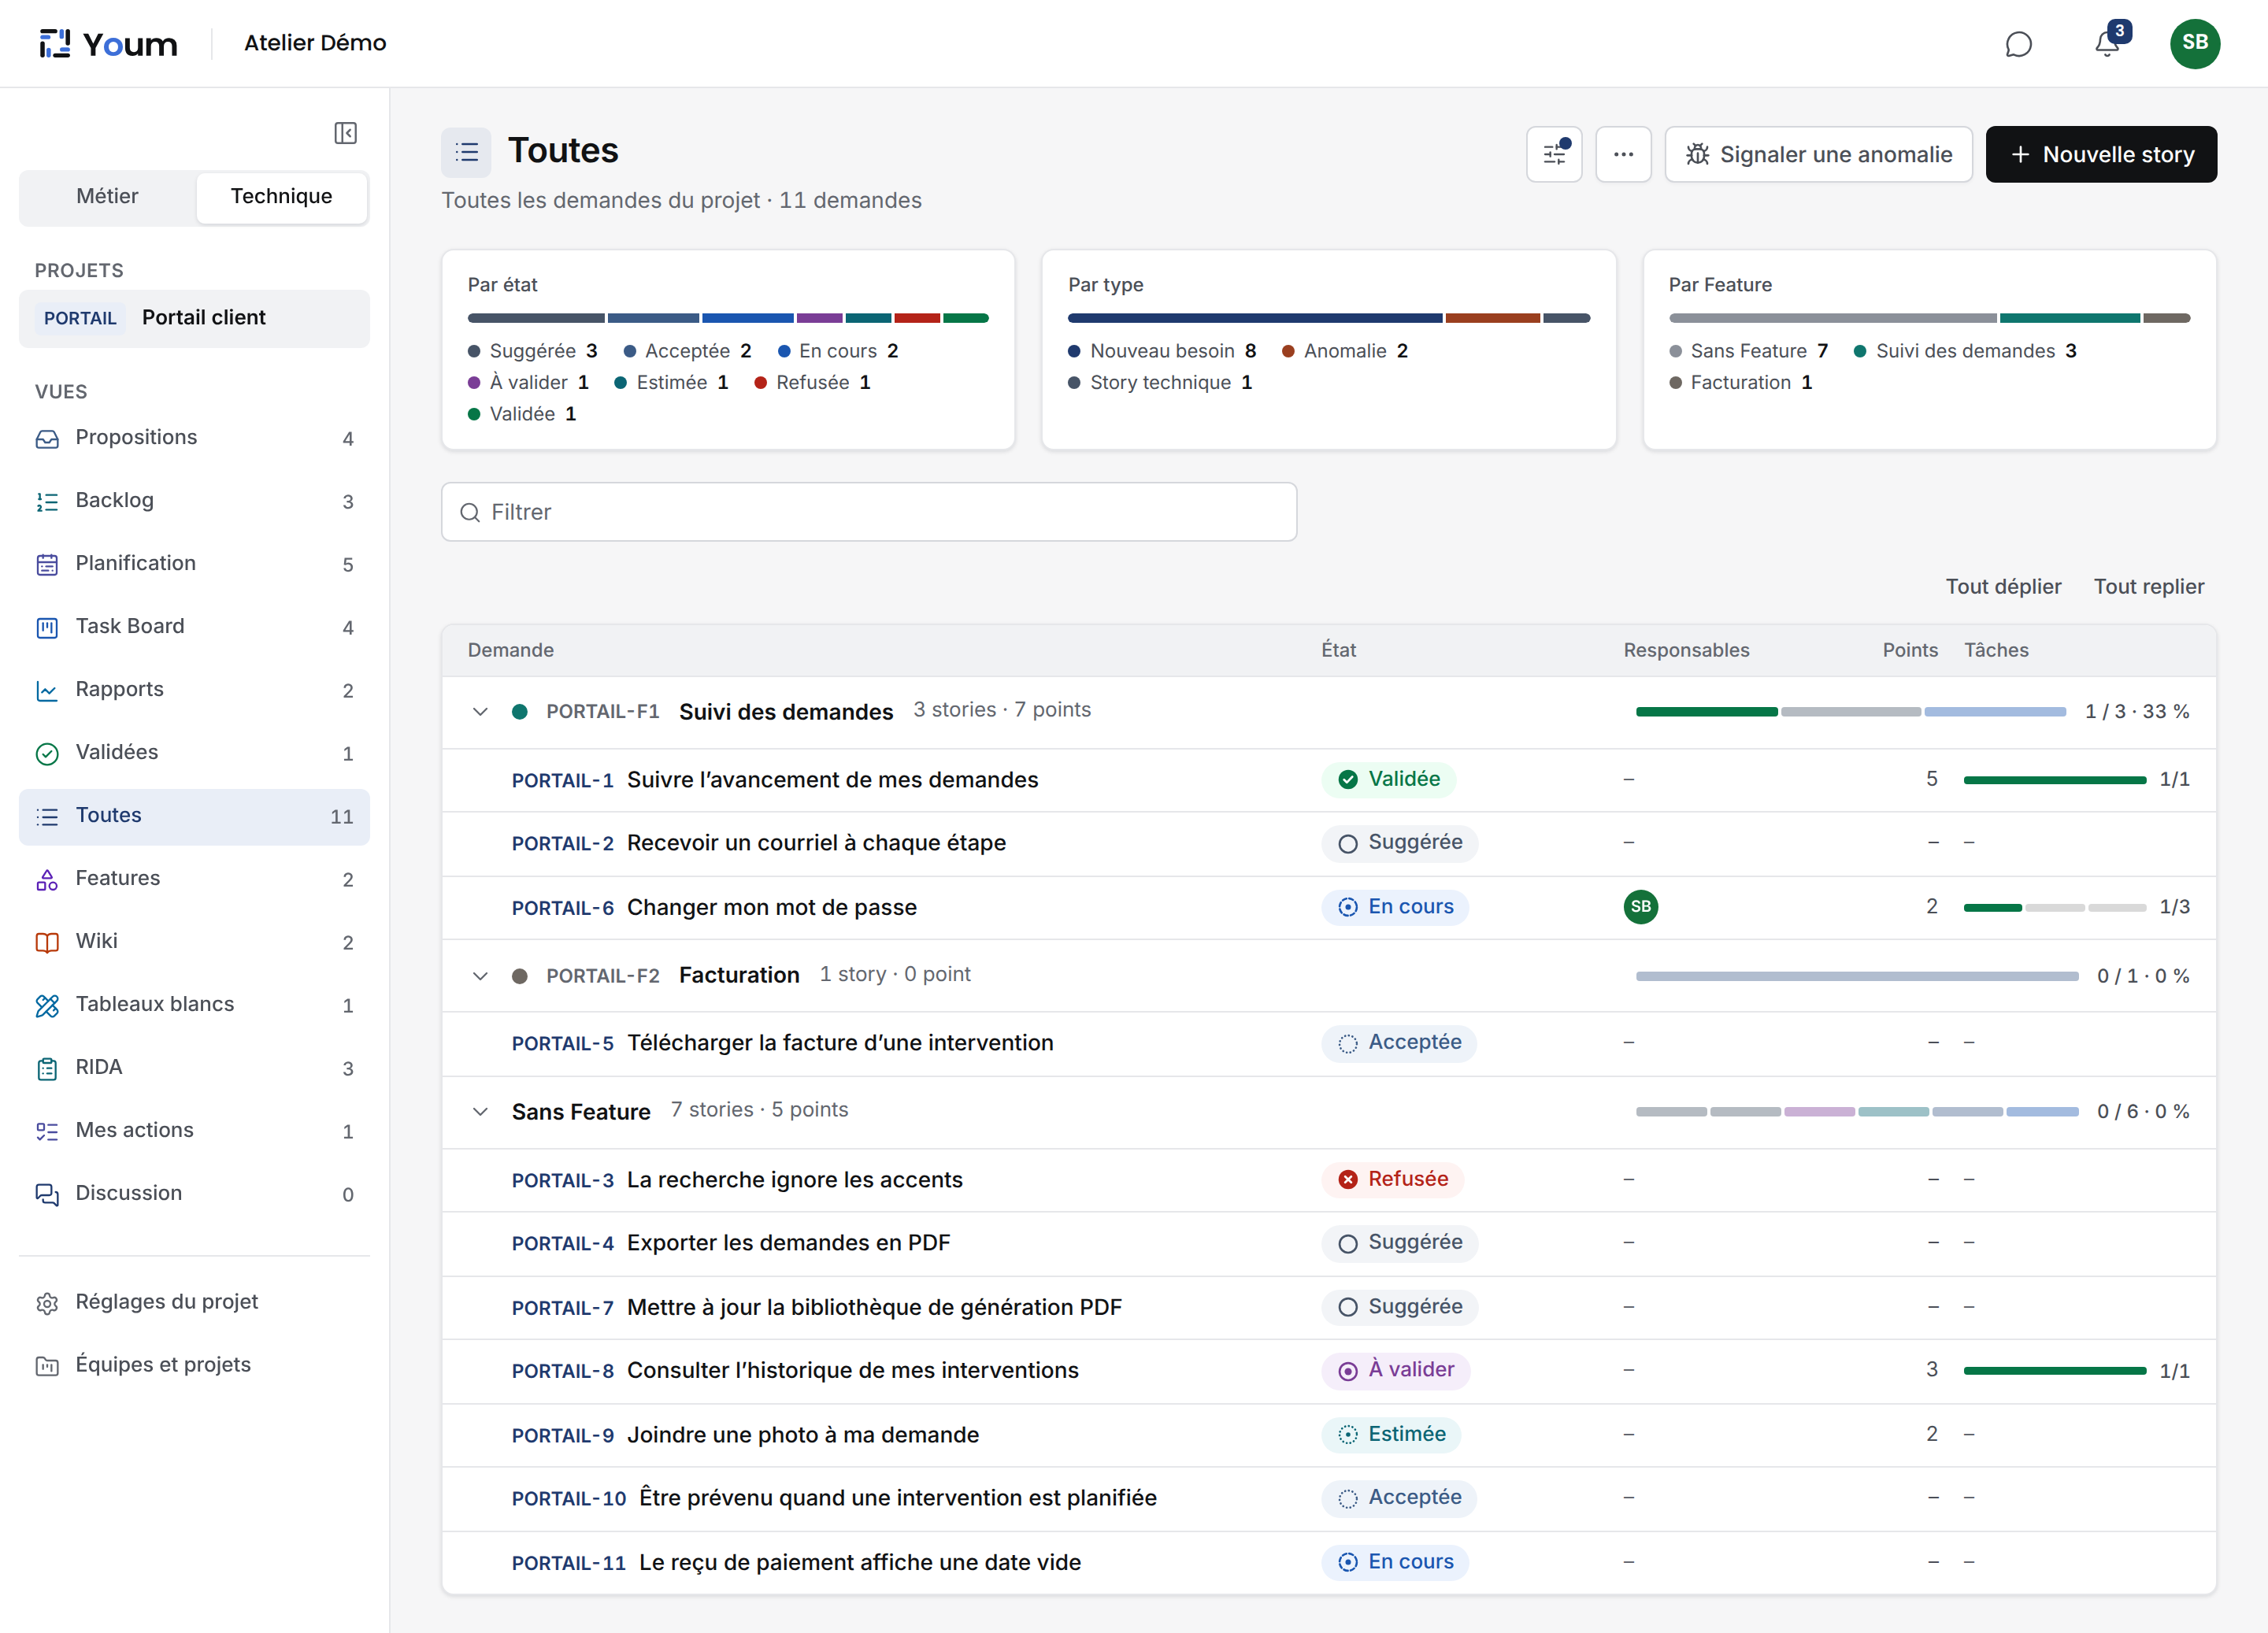 Youm
Atelier Démo
3
SB
Métier
Technique
PROJETS
PORTAIL Portail client
VUES
Propositions 4
Backlog 3
Planification 5
Task Board 4
Rapports 2
Validées 1
Toutes 11
Features 2
Wiki 2
Tableaux blancs 1
RIDA 3
Mes actions 1
Discussion 0
Réglages du projet
Équipes et projets
Toutes
Toutes les demandes du projet · 11 demandes
Signaler une anomalie
+ Nouvelle story
Par état
Suggérée 3 Acceptée 2 En cours 2
À valider 1 Estimée 1 Refusée 1
Validée 1
Par type
Nouveau besoin 8 Anomalie 2
Story technique 1
Par Feature
Sans Feature 7 Suivi des demandes 3
Facturation 1
Filtrer
Tout déplier Tout replier
Demande État Responsables Points Tâches
PORTAIL-F1 Suivi des demandes 3 stories · 7 points 1 / 3 · 33 %
PORTAIL-1 Suivre l’avancement de mes demandes Validée – 5 1/1
PORTAIL-2 Recevoir un courriel à chaque étape Suggérée – – –
PORTAIL-6 Changer mon mot de passe En cours SB 2 1/3
PORTAIL-F2 Facturation 1 story · 0 point 0 / 1 · 0 %
PORTAIL-5 Télécharger la facture d’une intervention Acceptée – – –
Sans Feature 7 stories · 5 points 0 / 6 · 0 %
PORTAIL-3 La recherche ignore les accents Refusée – – –
PORTAIL-4 Exporter les demandes en PDF Suggérée – – –
PORTAIL-7 Mettre à jour la bibliothèque de génération PDF Suggérée – – –
PORTAIL-8 Consulter l’historique de mes interventions À valider – 3 1/1
PORTAIL-9 Joindre une photo à ma demande Estimée – 2 –
PORTAIL-10 Être prévenu quand une intervention est planifiée Acceptée – – –
PORTAIL-11 Le reçu de paiement affiche une date vide En cours – – –